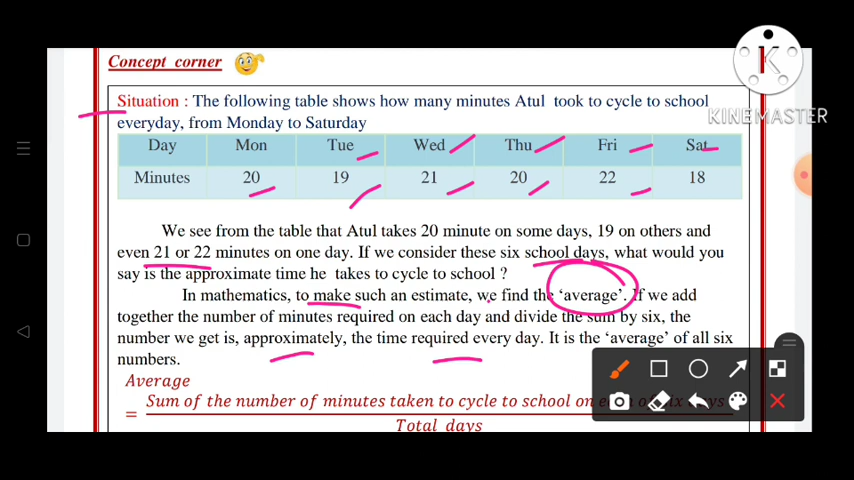 Concept corner
K
KINEMASTER
Situation : The following table shows how many minutes Atul took to cycle to school
everyday, from Monday to Saturday
Day Mon Tue Wed Thu Fri Sat
Minutes 20 19 21 20 22 18
We see from the table that Atul takes 20 minute on some days, 19 on others and
even 21 or 22 minutes on one day. If we consider these six school days, what would you
say is the approximate time he takes to cycle to school ?
In mathematics, to make such an estimate, we find the ‘average’. If we add
together the number of minutes required on each day and divide the sum by six, the
number we get is, approximately, the time required every day. It is the ‘average’ of all six
numbers.
Average
= Sum of the number of minutes taken to cycle to school on each of six days
Total days